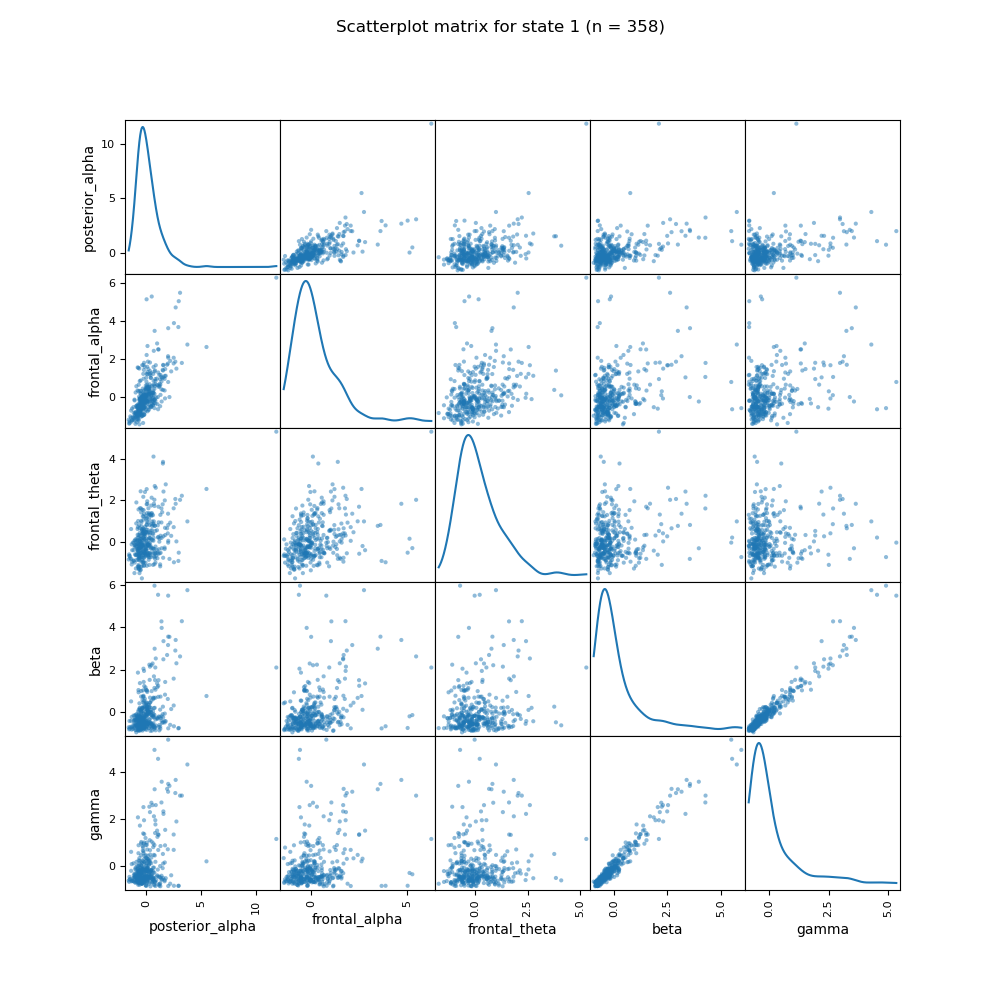 Scatterplot matrix for state 1 (n = 358)
posterior_alpha
10
5
0
frontal_alpha
6
4
2
0
frontal_theta
4
2
0
beta
6
4
2
0
gamma
4
2
0
0 5 10 0 5 0.0 2.5 5.0 0.0 2.5 5.0 0.0 2.5 5.0
posterior_alpha frontal_alpha frontal_theta beta gamma